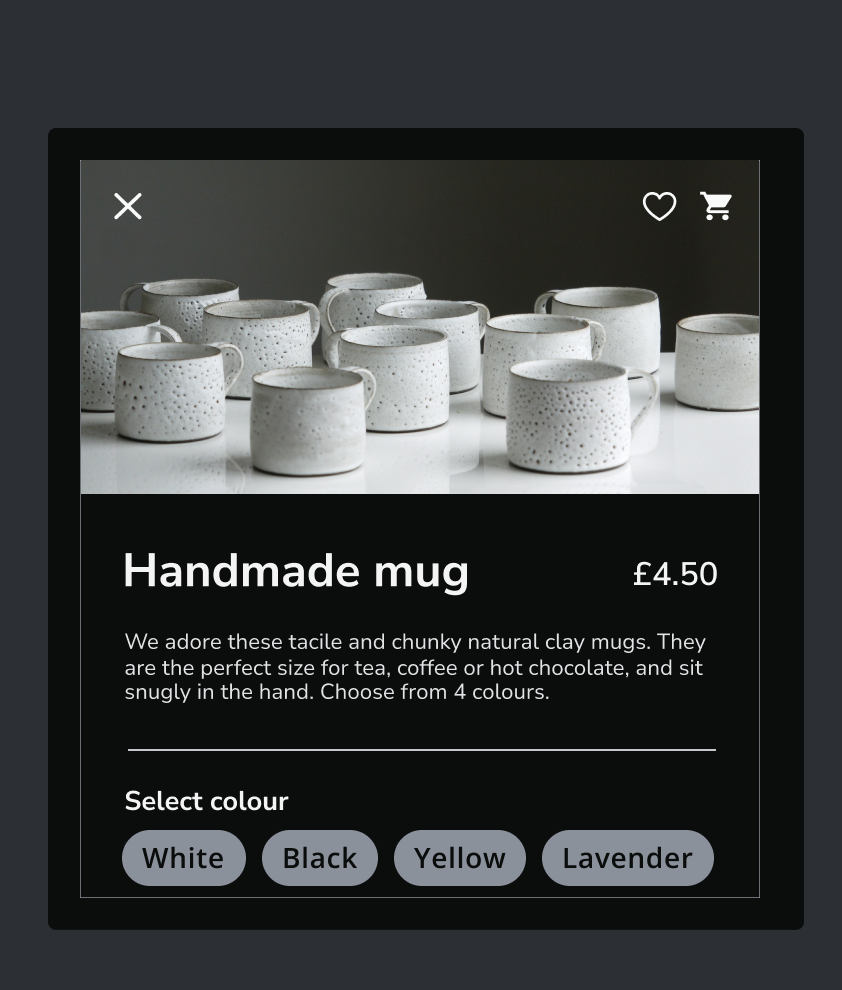 Handmade mug
£4.50
We adore these tacile and chunky natural clay mugs. They
are the perfect size for tea, coffee or hot chocolate, and sit
snugly in the hand. Choose from 4 colours.
Select colour
White Black Yellow Lavender